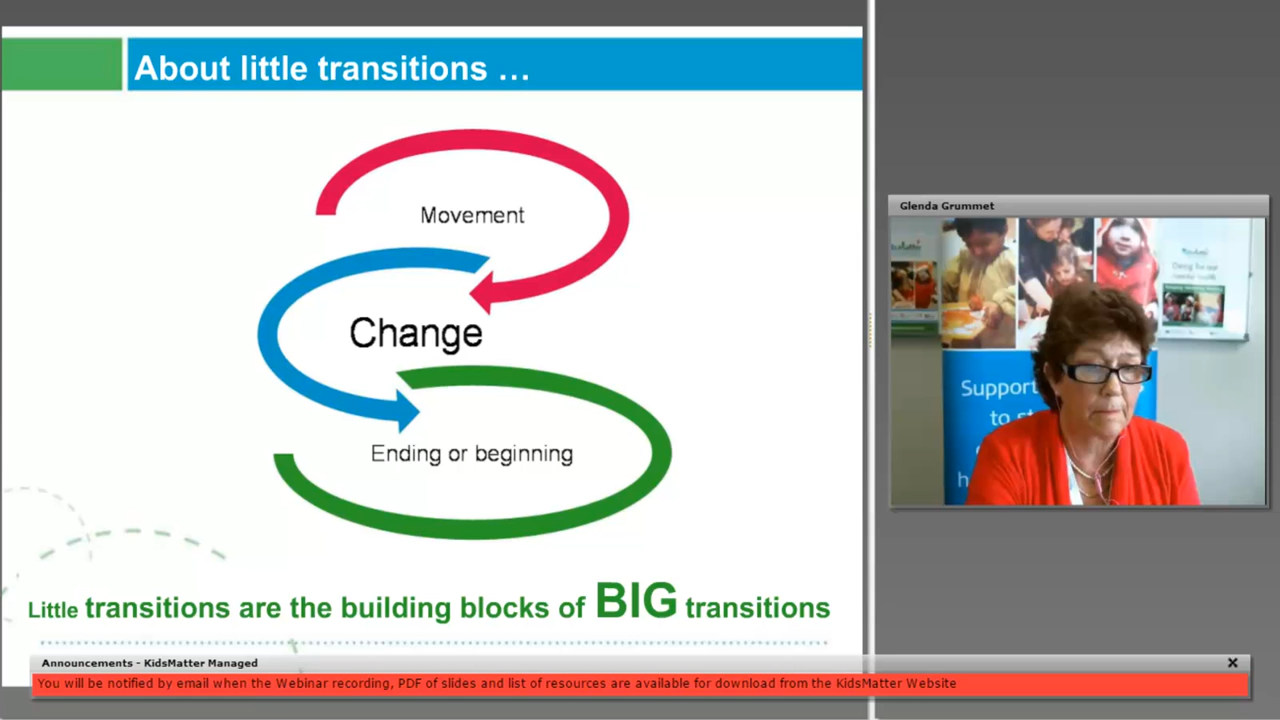 About little transitions ...
Movement
Change
Ending or beginning
Little transitions are the building blocks of BIG transitions
Glenda Grummet
Support
to st
h
Announcements - KidsMatter Managed
You will be notified by email when the Webinar recording, PDF of slides and list of resources are available for download from the KidsMatter Website